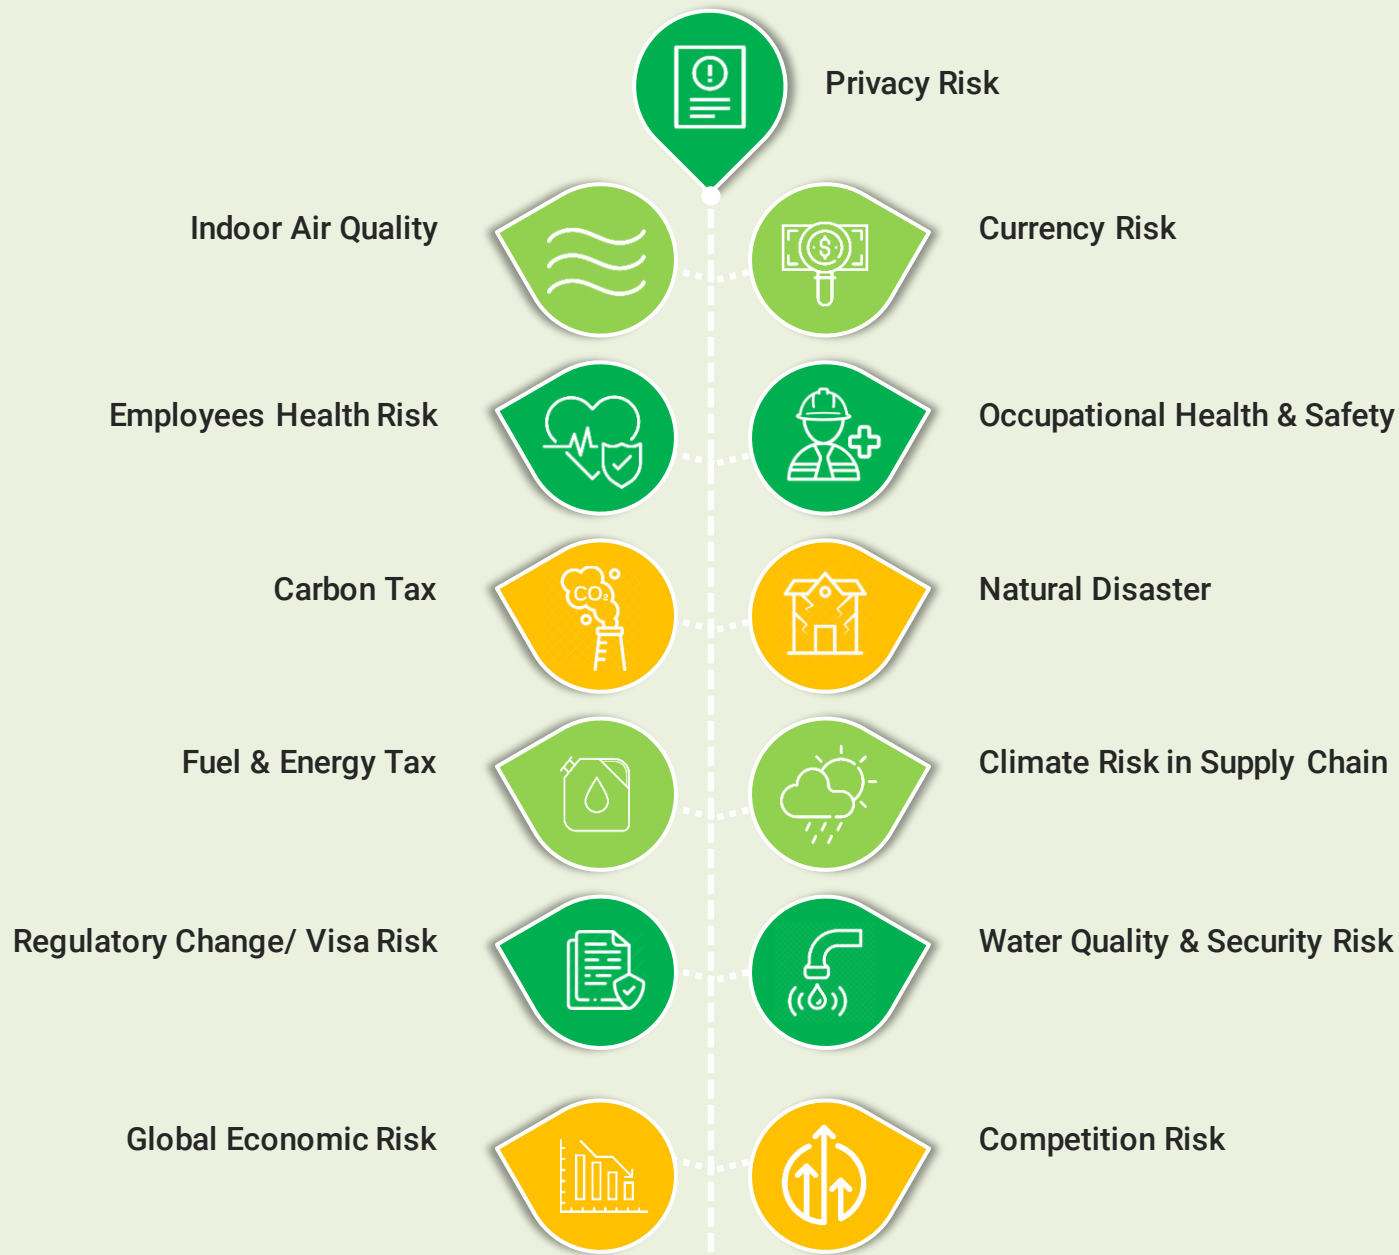 Privacy Risk
Indoor Air Quality
Currency Risk
Employees Health Risk
Occupational Health & Safety
Carbon Tax
CO₂
Natural Disaster
Fuel & Energy Tax
Climate Risk in Supply Chain
Regulatory Change/ Visa Risk
Water Quality & Security Risk
Global Economic Risk
Competition Risk